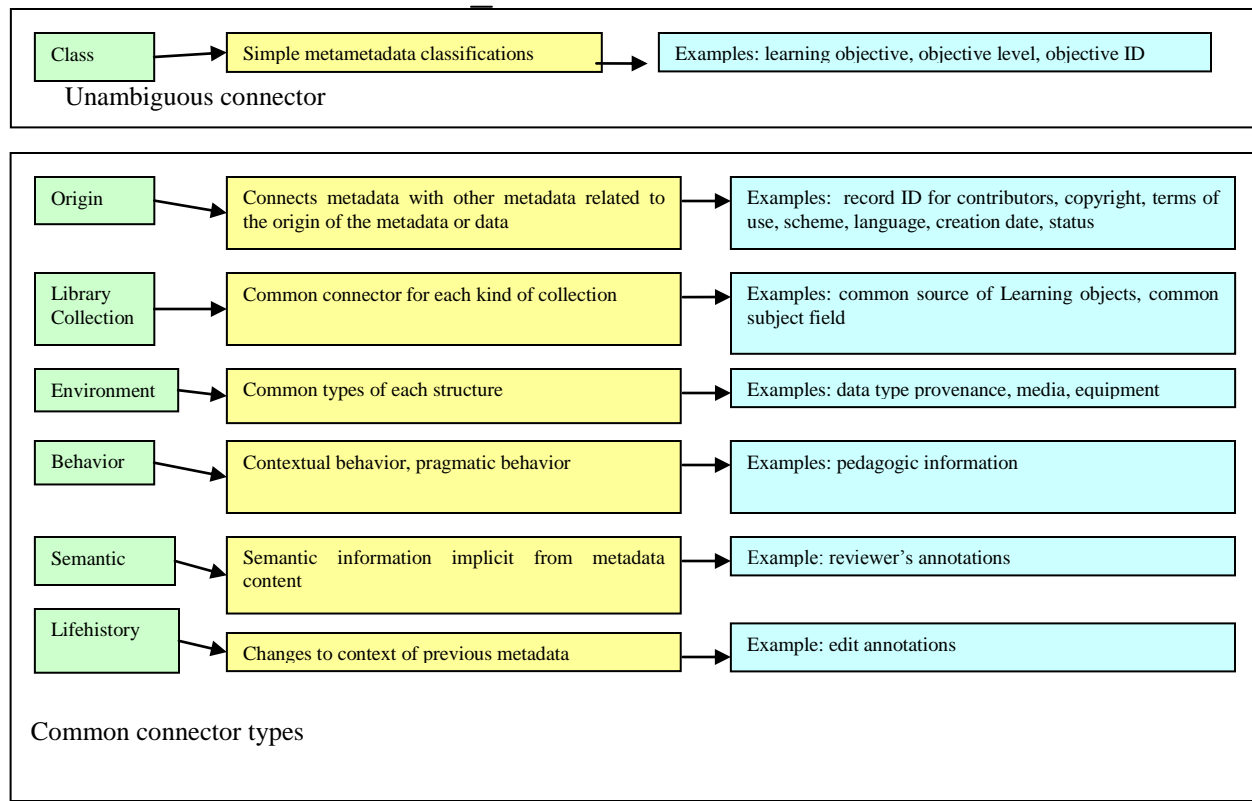 Class
Simple metametadata classifications
Examples: learning objective, objective level, objective ID
Unambiguous connector
Origin
Connects metadata with other metadata related to
the origin of the metadata or data
Examples: record ID for contributors, copyright, terms of
use, scheme, language, creation date, status
Library
Collection
Common connector for each kind of collection
Examples: common source of Learning objects, common
subject field
Environment
Common types of each structure
Examples: data type provenance, media, equipment
Behavior
Contextual behavior, pragmatic behavior
Examples: pedagogic information
Semantic
Semantic information implicit from metadata
content
Example: reviewer's annotations
Lifehistory
Changes to context of previous metadata
Example: edit annotations
Common connector types